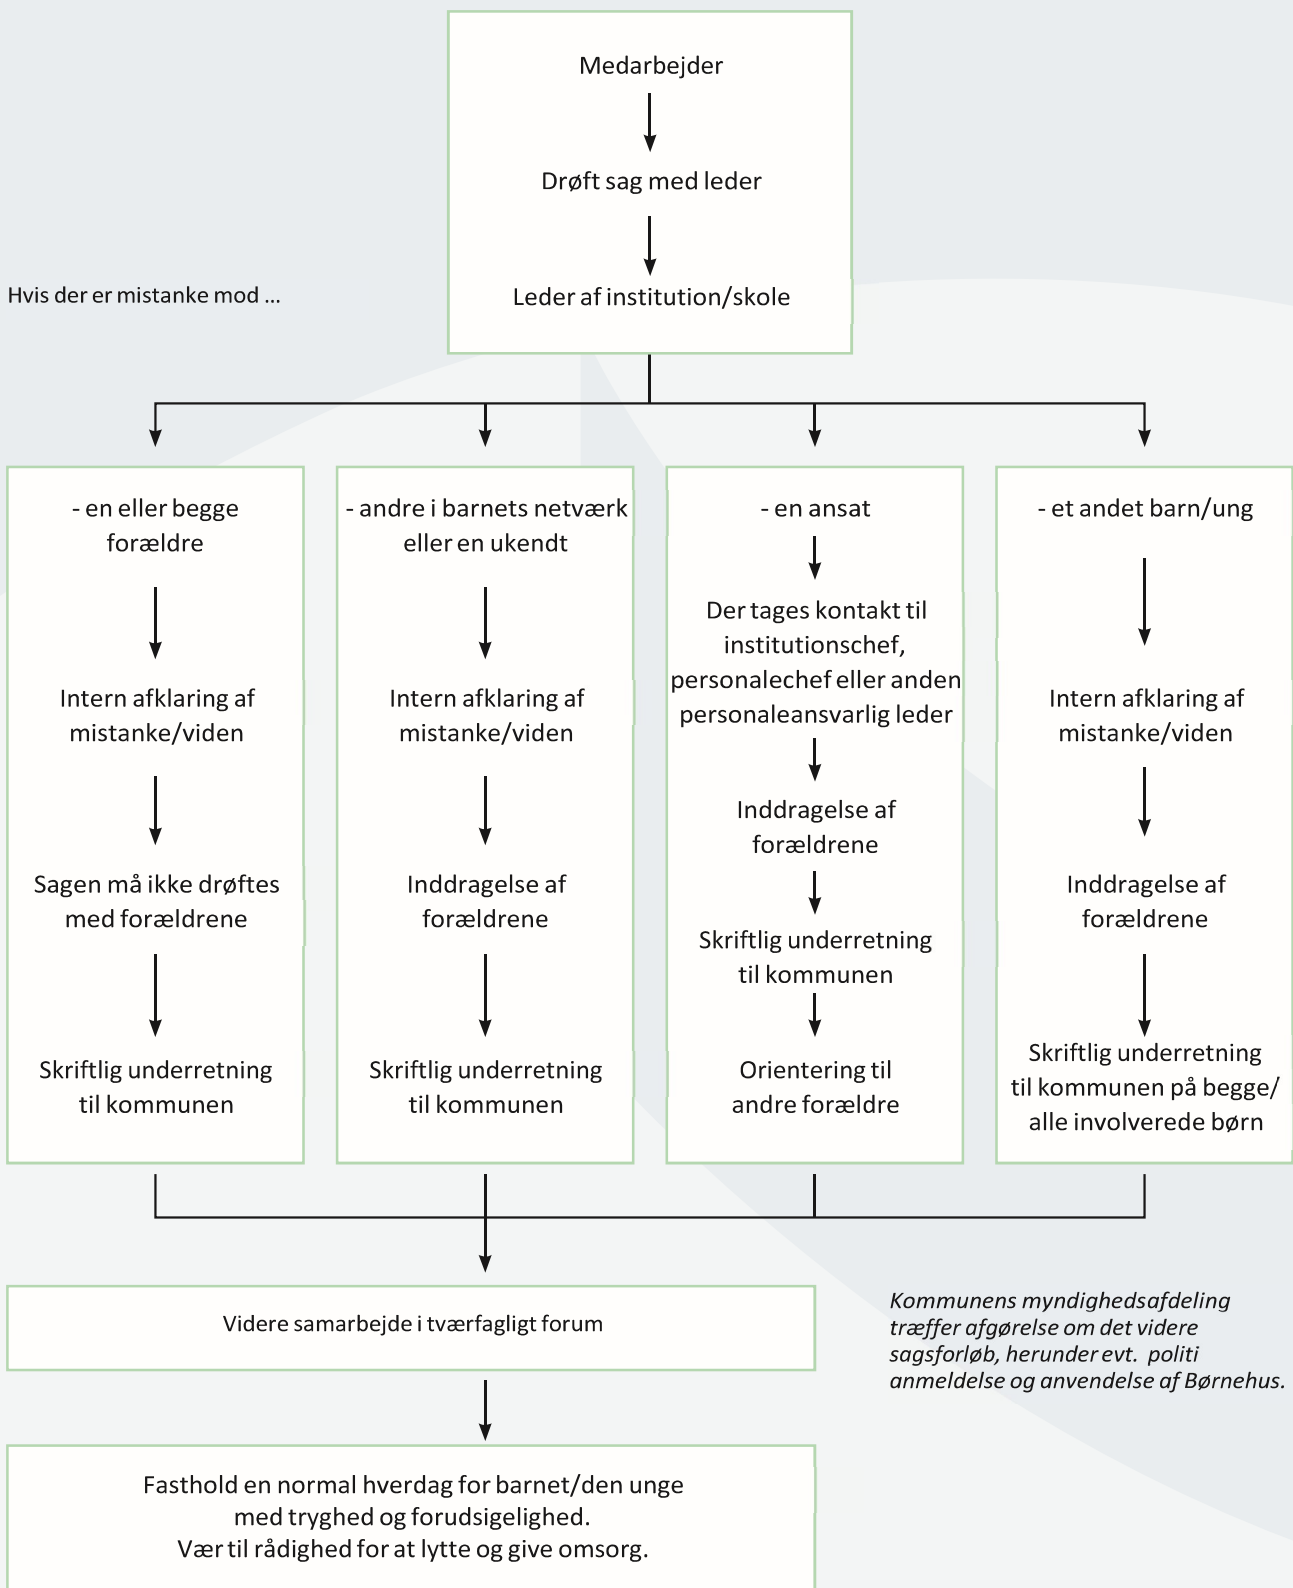 Medarbejder
Drøft sag med leder
Leder af institution/skole
Hvis der er mistanke mod ...
- en eller begge
forældre
Intern afklaring af
mistanke/viden
Sagen må ikke drøftes
med forældrene
Skriftlig underretning
til kommunen
- andre i barnets netværk
eller en ukendt
Intern afklaring af
mistanke/viden
Inddragelse af
forældrene
Skriftlig underretning
til kommunen
- en ansat
Der tages kontakt til
institutionschef,
personalechef eller anden
personaleansvarlig leder
Inddragelse af
forældrene
Skriftlig underretning
til kommunen
Orientering til
andre forældre
- et andet barn/ung
Intern afklaring af
mistanke/viden
Inddragelse af
forældrene
Skriftlig underretning
til kommunen på begge/
alle involverede børn
Videre samarbejde i tværfagligt forum
Kommunens myndighedsafdeling
træffer afgørelse om det videre
sagsforløb, herunder evt. politi
anmeldelse og anvendelse af Børnehus.
Fasthold en normal hverdag for barnet/den unge
med tryghed og forudsigelighed.
Vær til rådighed for at lytte og give omsorg.